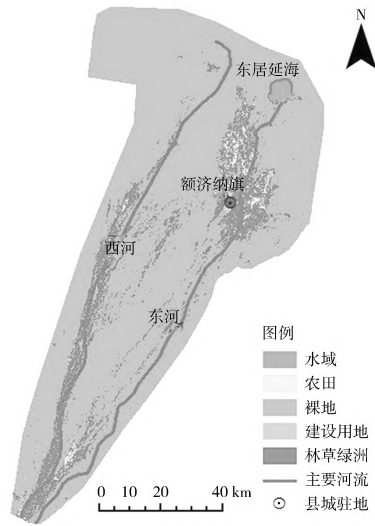 N
东居延海
额济纳旗
西河
东河
图例
水域
农田
裸地
建设用地
林草绿洲
主要河流
县城驻地
0 10 20 40 km